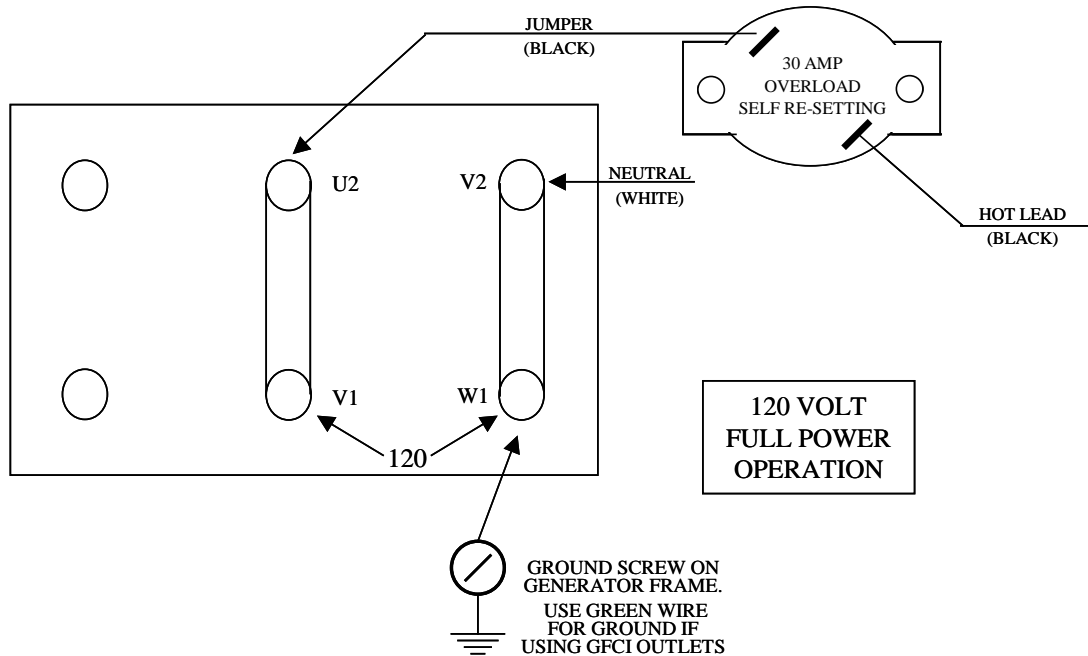 JUMPER
(BLACK)
30 AMP
OVERLOAD
SELF RE-SETTING
U2
V2
NEUTRAL
(WHITE)
HOT LEAD
(BLACK)
V1
W1
120
120 VOLT
FULL POWER
OPERATION
GROUND SCREW ON
GENERATOR FRAME.
USE GREEN WIRE
FOR GROUND IF
USING GFCI OUTLETS